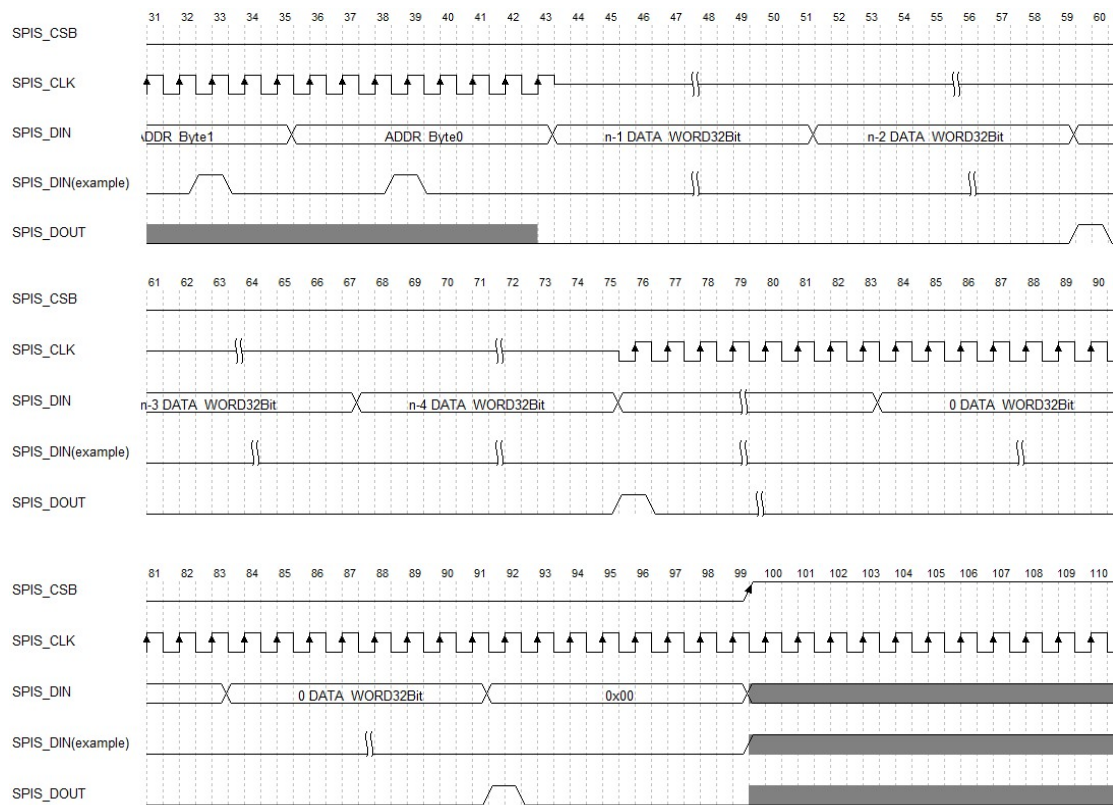 31 32 33 34 35 36 37 38 39 40 41 42 43 46 47 48 51 52 53 54 55 56 57 58 59 60
SPIS_CSB
SPIS_CLK
SPIS_DIN ADDR Byte1 ADDR Byte0 n-1 DATA WORD32Bit n-2 DATA WORD32Bit
SPIS_DIN(example)
SPIS_DOUT
61 62 63 64 65 66 67 68 69 70 71 72 73 74 75 76 77 78 79 80 81 82 83 84 85 86 87 88 89 90
SPIS_CSB
SPIS_CLK
SPIS_DIN n-3 DATA WORD32Bit n-4 DATA WORD32Bit 0 DATA WORD32Bit
SPIS_DIN(example)
SPIS_DOUT
81 82 83 84 85 86 87 88 89 90 91 92 93 94 95 96 97 98 99 100 101 102 103 104 105 106 107 108 109 110
SPIS_CSB
SPIS_CLK
SPIS_DIN 0 DATA WORD32Bit 0x00
SPIS_DIN(example)
SPIS_DOUT